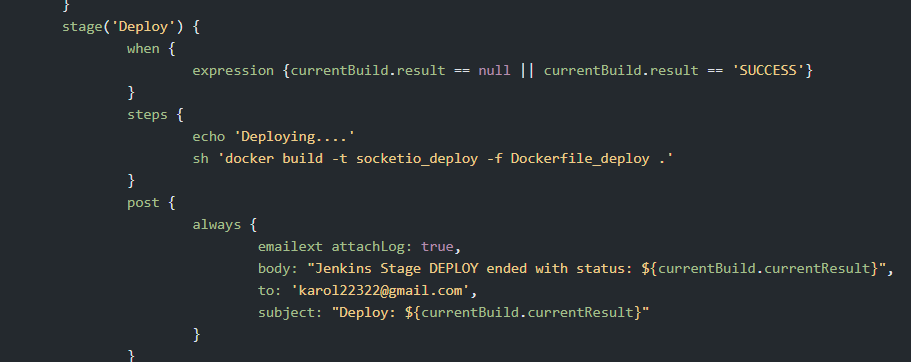 }
stage('Deploy') {
when {
expression {currentBuild.result == null || currentBuild.result == 'SUCCESS'}
}
steps {
echo 'Deploying....'
sh 'docker build -t socketio_deploy -f Dockerfile_deploy .'
}
post {
always {
emailext attachLog: true,
body: "Jenkins Stage DEPLOY ended with status: ${currentBuild.currentResult}",
to: 'karol22322@gmail.com',
subject: "Deploy: ${currentBuild.currentResult}"
}
}